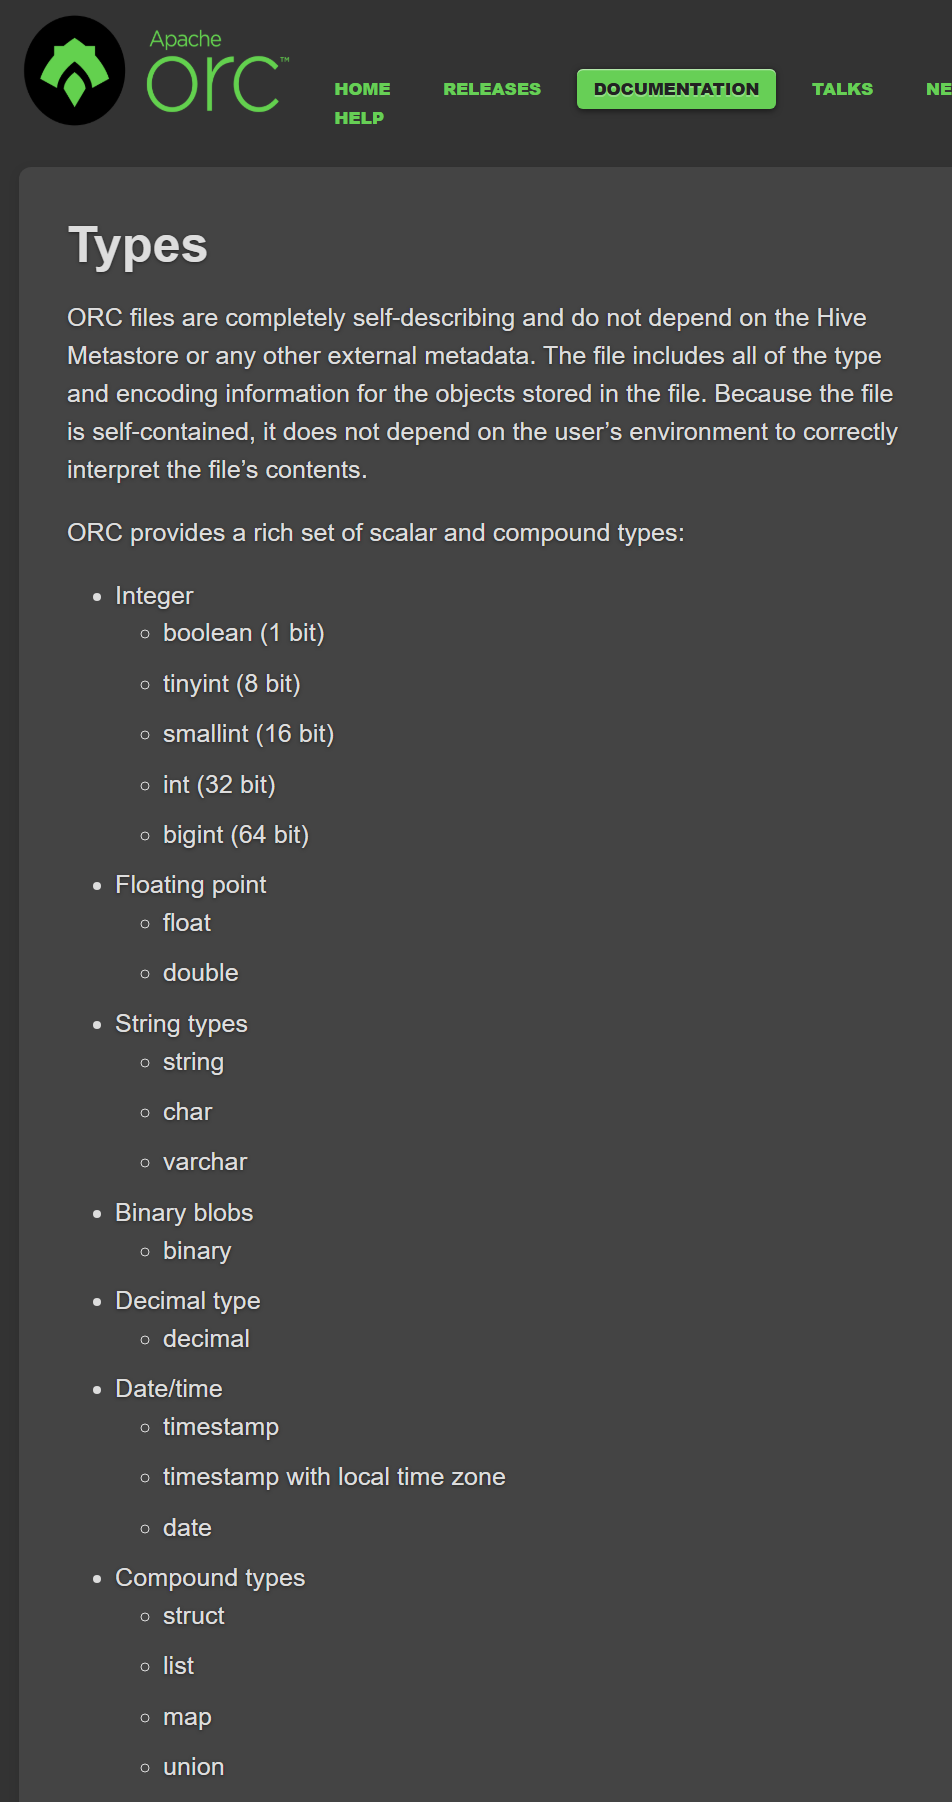 Apache
orc™
HOME RELEASES DOCUMENTATION TALKS
HELP
Types
ORC files are completely self-describing and do not depend on the Hive
Metastore or any other external metadata. The file includes all of the type
and encoding information for the objects stored in the file. Because the file
is self-contained, it does not depend on the user’s environment to correctly
interpret the file’s contents.
ORC provides a rich set of scalar and compound types:
• Integer
◦ boolean (1 bit)
◦ tinyint (8 bit)
◦ smallint (16 bit)
◦ int (32 bit)
◦ bigint (64 bit)
• Floating point
◦ float
◦ double
• String types
◦ string
◦ char
◦ varchar
• Binary blobs
◦ binary
• Decimal type
◦ decimal
• Date/time
◦ timestamp
◦ timestamp with local time zone
◦ date
• Compound types
◦ struct
◦ list
◦ map
◦ union